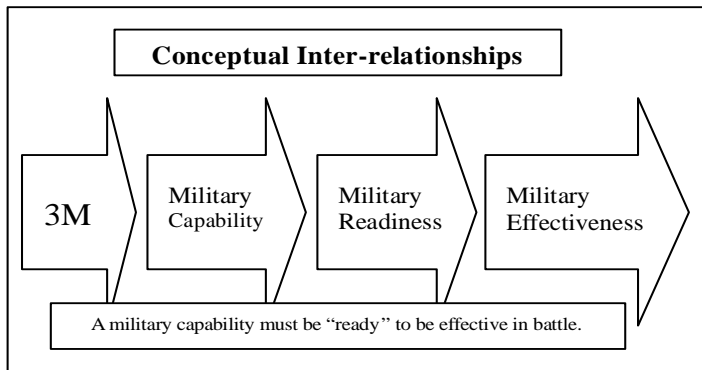 Conceptual Inter-relationships
3M
Military
Capability
Military
Readiness
Military
Effectiveness
A military capability must be “ready” to be effective in battle.